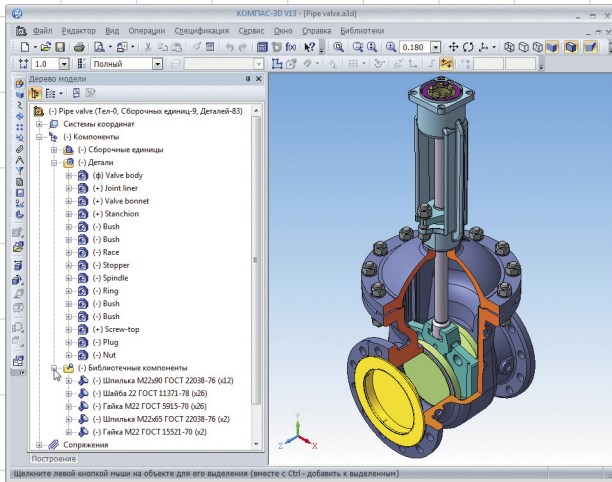 КОМПАС-3D V13 - [Pipe valve.a3d]
Файл Редактор Вид Операции Спецификация Сервис Окно Справка Библиотеки
0.180
1.0 Полный
Дерево модели
(-) Pipe valve (Тел-0, Сборочных единиц-9, Деталей-83)
Системы координат
(-) Компоненты
(-) Сборочные единицы
(-) Детали
(ф) Valve body
(+) Joint liner
(+) Valve bonnet
(+) Stanchion
(-) Bush
(-) Bush
(-) Race
(-) Stopper
(-) Spindle
(-) Ring
(-) Bush
(-) Bush
(+) Screw-top
(-) Plug
(-) Nut
(-) Библиотечные компоненты
(-) Шпилька М22х90 ГОСТ 22038-76 (x12)
(-) Шайба 22 ГОСТ 11371-78 (x26)
(-) Гайка М22 ГОСТ 5915-70 (x26)
(-) Шпилька М22х65 ГОСТ 22038-76 (x2)
(-) Гайка М22 ГОСТ 15521-70 (x2)
Сопряжения
Построение
Y
Z X
Щелкните левой кнопкой мыши на объекте для его выделения (вместе с Ctrl - добавить к выделенным)